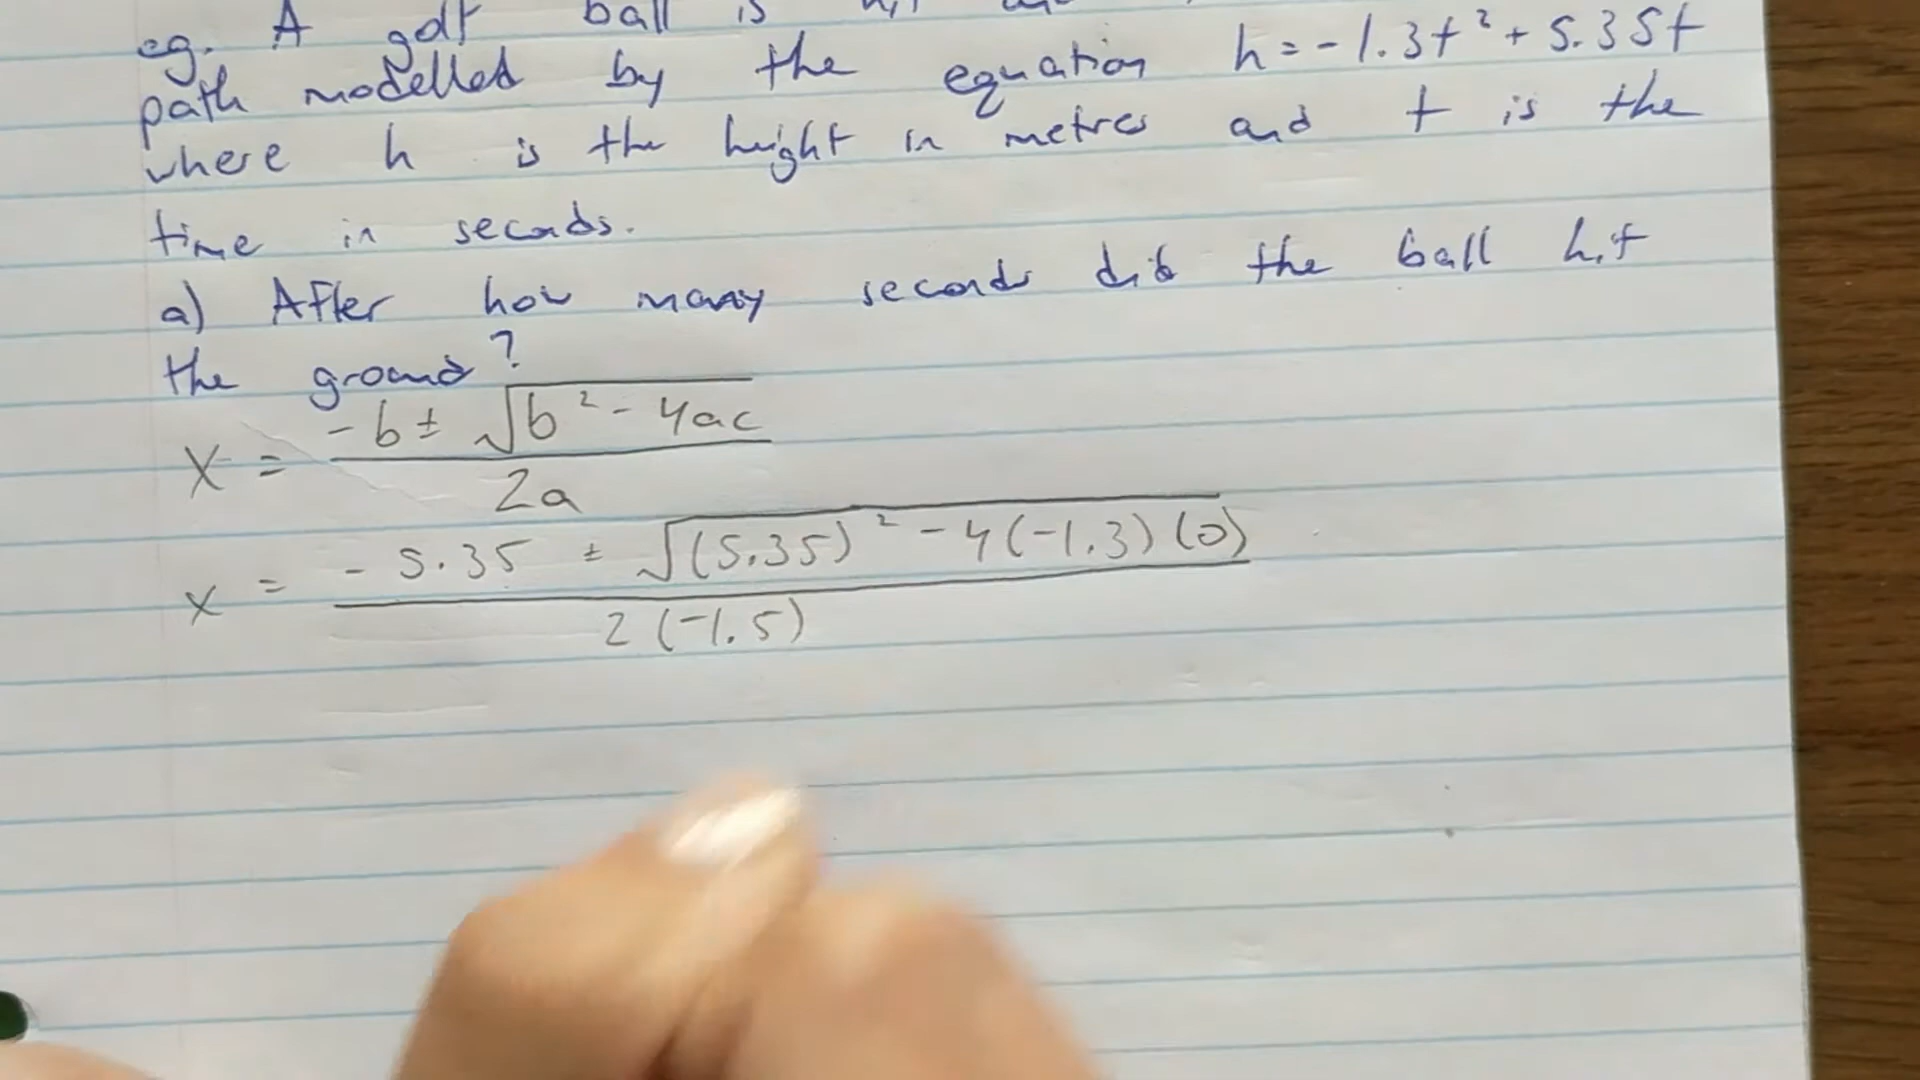 eg. A golf ball is hit
path modelled by the equation h = -1.3t² + 5.35t
where h is the height in metres and t is the
time in seconds.
a) After how many seconds did the ball hit
the ground?
x = -b ± √b² - 4ac / 2a
x = -5.35 ± √(5.35)² - 4(-1.3)(0) / 2(-1.5)